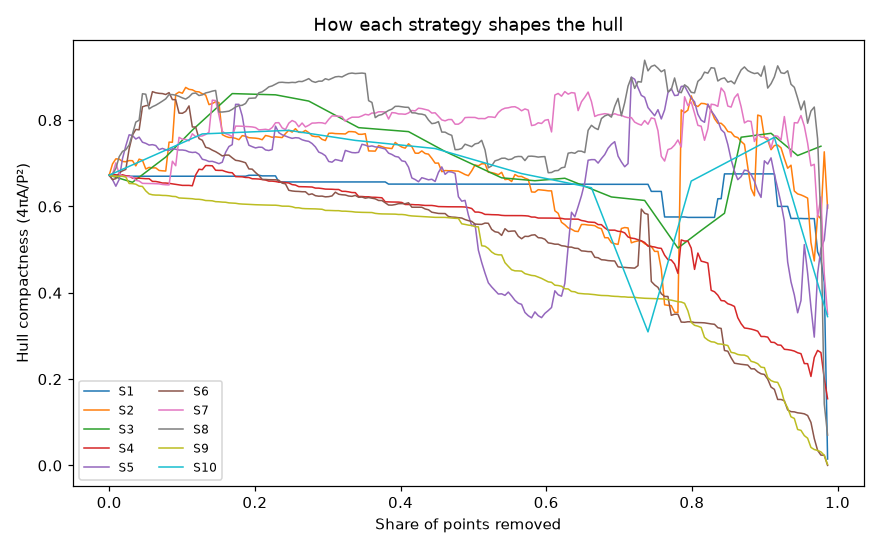 How each strategy shapes the hull
Hull compactness (4πA/P²)
0.8
0.6
0.4
0.2
0.0
S1 S6
S2 S7
S3 S8
S4 S9
S5 S10
0.0 0.2 0.4 0.6 0.8 1.0
Share of points removed